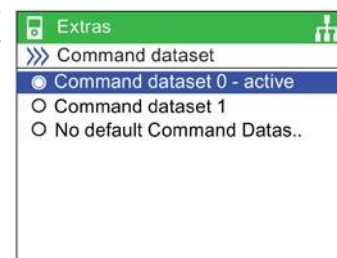 Extras
Command dataset
Command dataset 0 - active
Command dataset 1
No default Command Datas..